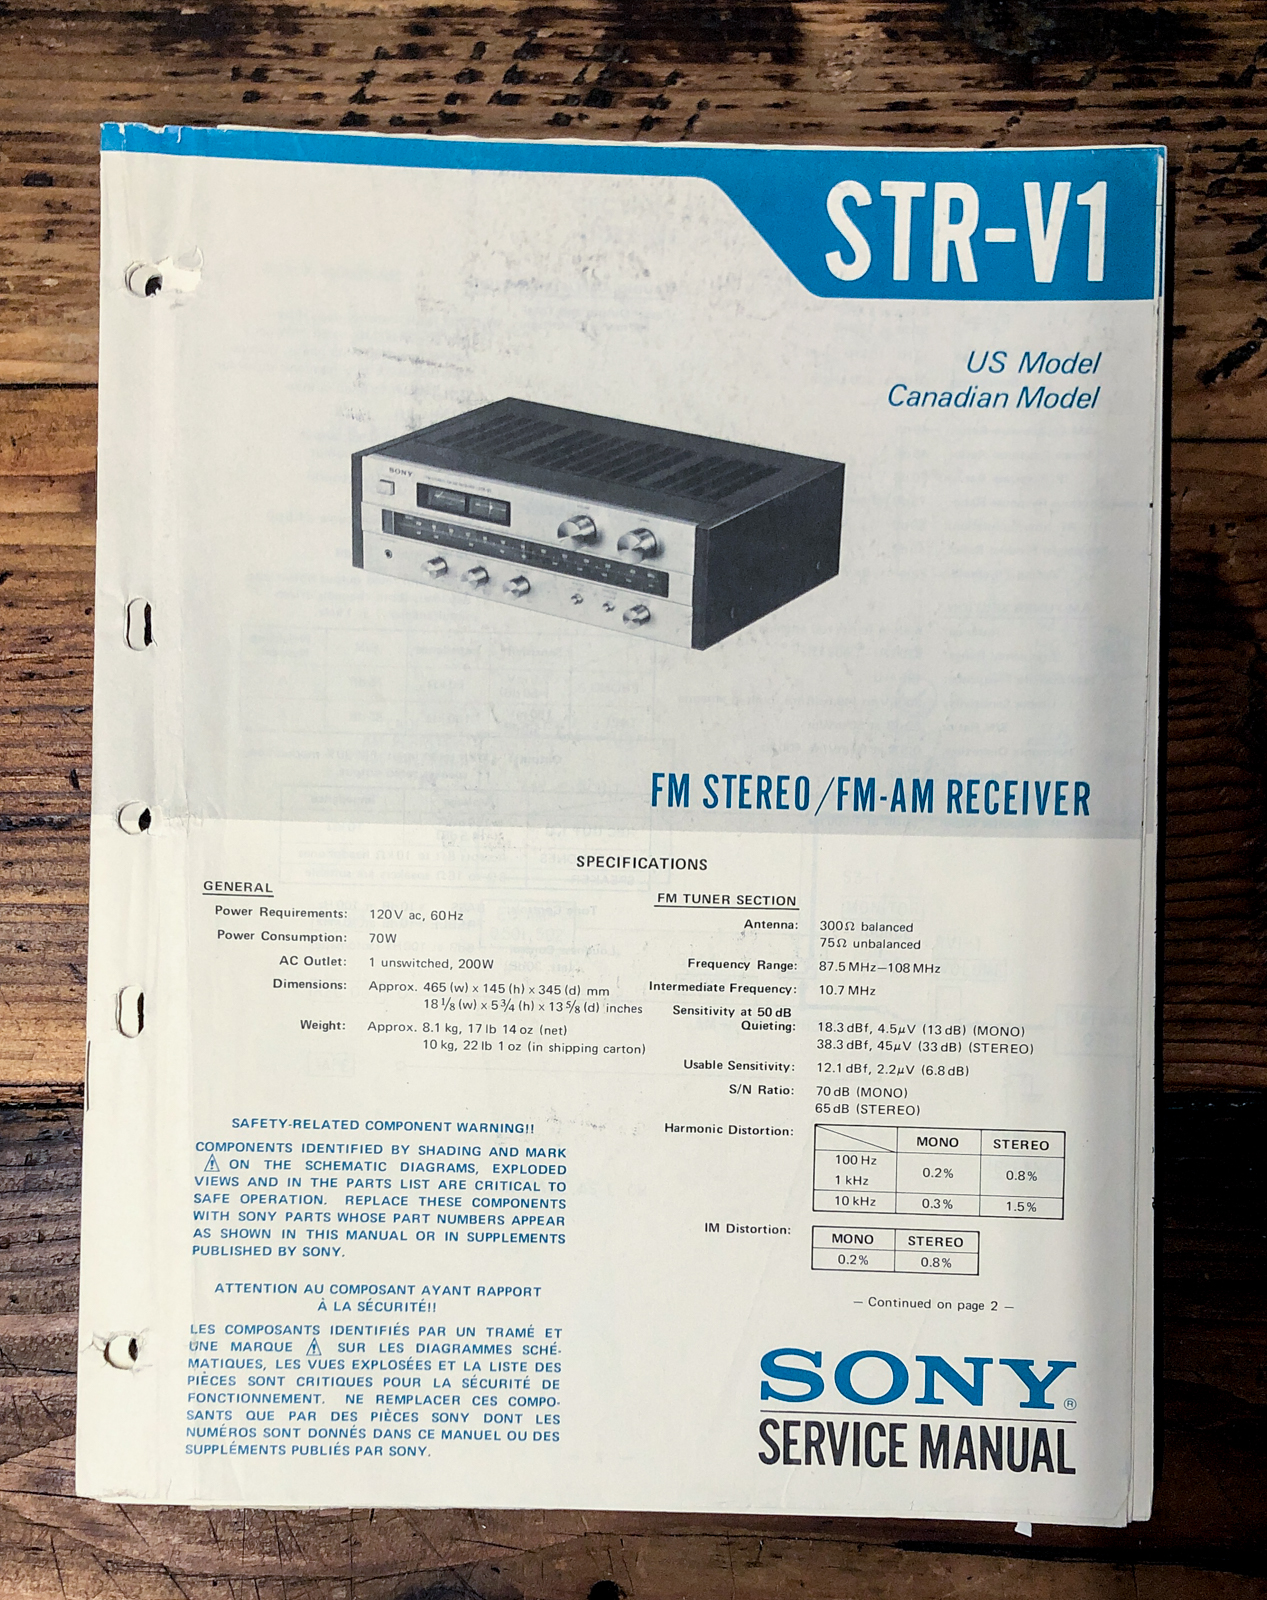 STR-V1
US Model
Canadian Model
SONY
FM STEREO/FM-AM RECEIVER
SPECIFICATIONS
GENERAL
Power Requirements: 120V ac, 60Hz
Power Consumption: 70W
AC Outlet: 1 unswitched, 200W
Dimensions: Approx. 465 (w) x 145 (h) x 345 (d) mm
18 1/8 (w) x 5 3/4 (h) x 13 5/8 (d) inches
Weight: Approx. 8.1 kg, 17 lb 14 oz (net)
10 kg, 22 lb 1 oz (in shipping carton)
SAFETY-RELATED COMPONENT WARNING!!
COMPONENTS IDENTIFIED BY SHADING AND MARK
⚠ ON THE SCHEMATIC DIAGRAMS, EXPLODED
VIEWS AND IN THE PARTS LIST ARE CRITICAL TO
SAFE OPERATION. REPLACE THESE COMPONENTS
WITH SONY PARTS WHOSE PART NUMBERS APPEAR
AS SHOWN IN THIS MANUAL OR IN SUPPLEMENTS
PUBLISHED BY SONY.
ATTENTION AU COMPOSANT AYANT RAPPORT
À LA SÉCURITÉ!!
LES COMPOSANTS IDENTIFIÉS PAR UN TRAMÉ ET
UNE MARQUE ⚠ SUR LES DIAGRAMMES SCHÉ-
MATIQUES, LES VUES EXPLOSÉES ET LA LISTE DES
PIÈCES SONT CRITIQUES POUR LA SÉCURITÉ DE
FONCTIONNEMENT. NE REMPLACER CES COMPO-
SANTS QUE PAR DES PIÈCES SONY DONT LES
NUMÉROS SONT DONNÉS DANS CE MANUEL OU DES
SUPPLÉMENTS PUBLIÉS PAR SONY.
FM TUNER SECTION
Antenna: 300Ω balanced
75Ω unbalanced
Frequency Range: 87.5 MHz–108 MHz
Intermediate Frequency: 10.7 MHz
Sensitivity at 50 dB
Quieting: 18.3 dBf, 4.5μV (13 dB) (MONO)
38.3 dBf, 45μV (33 dB) (STEREO)
Usable Sensitivity: 12.1 dBf, 2.2μV (6.8 dB)
S/N Ratio: 70 dB (MONO)
65 dB (STEREO)
Harmonic Distortion:
MONO STEREO
100 Hz
1 kHz 0.2% 0.8%
10 kHz 0.3% 1.5%
IM Distortion:
MONO STEREO
0.2% 0.8%
— Continued on page 2 —
SONY®
SERVICE MANUAL